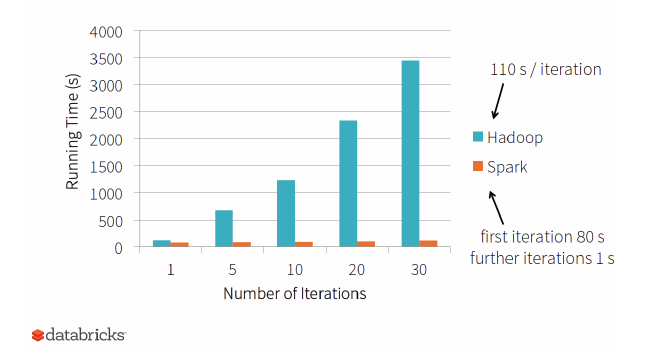 4000
3500
3000
2500
2000
1500
1000
500
0
Running Time (s)
1 5 10 20 30
Number of Iterations
110 s / iteration
Hadoop
Spark
first iteration 80 s
further iterations 1 s
databricks